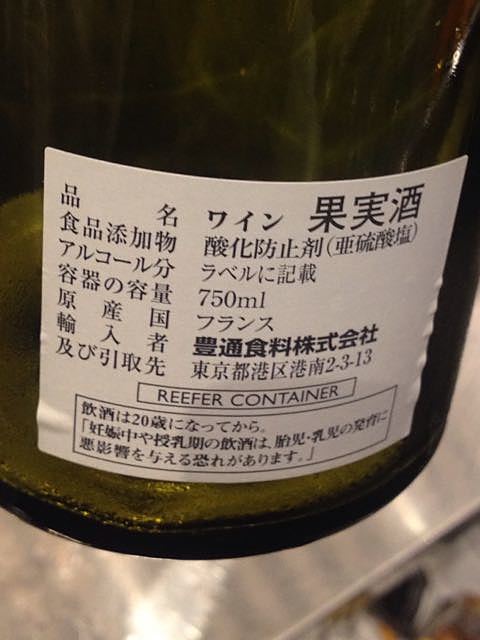 品名 ワイン 果実酒
食品添加物 酸化防止剤(亜硫酸塩)
アルコール分 ラベルに記載
容器の容量 750ml
原産国 フランス
輸入者 豊通食料株式会社
及び引取先 東京都港区港南2-3-13
REEFER CONTAINER
飲酒は20歳になってから。
「妊娠中や授乳期の飲酒は、胎児・乳児の発育に
悪影響を与える恐れがあります。」